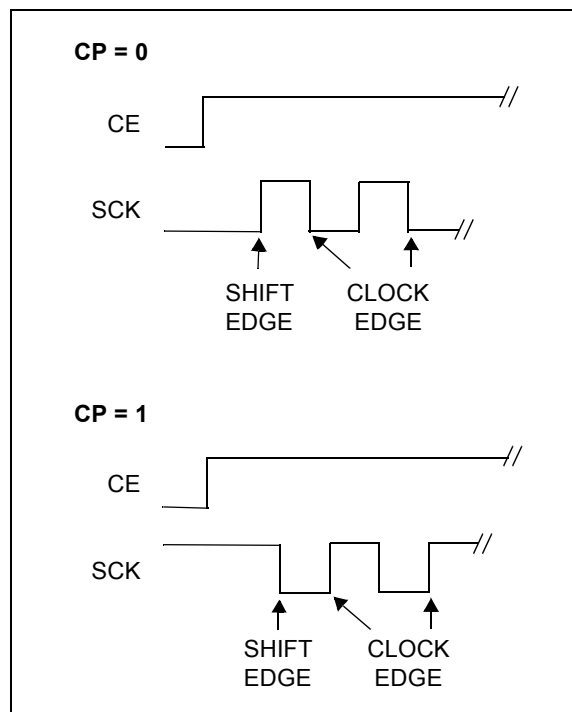 CP = 0
CE
SCK
SHIFT EDGE
CLOCK EDGE
CP = 1
CE
SCK
SHIFT EDGE
CLOCK EDGE